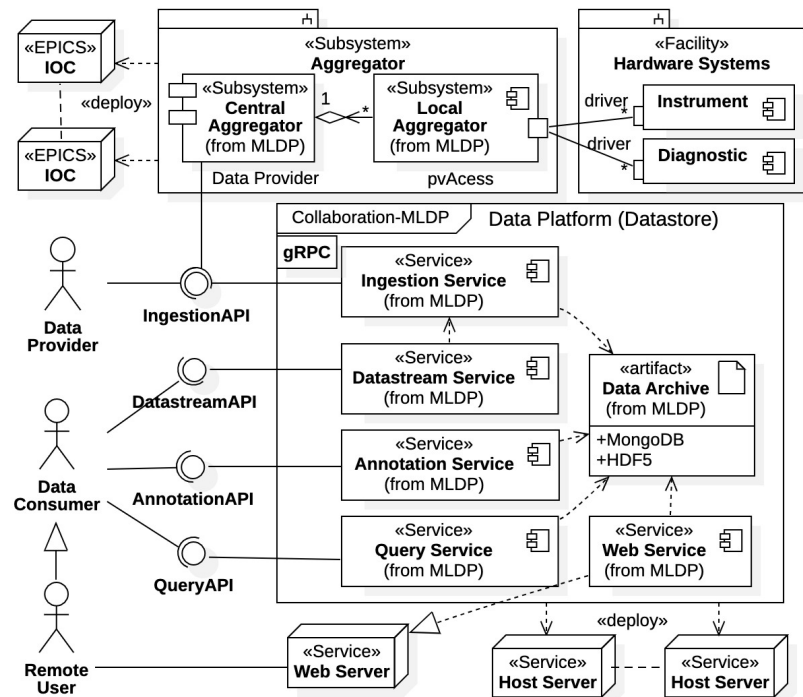 «EPICS»
IOC
«deploy»
«EPICS»
IOC
«Subsystem»
Aggregator
«Subsystem»
Central
Aggregator
(from MLDP)
1
*
«Subsystem»
Local
Aggregator
(from MLDP)
Data Provider
pvAcess
«Facility»
Hardware Systems
driver
*
Instrument
driver
*
Diagnostic
Collaboration-MLDP
Data Platform (Datastore)
gRPC
«Service»
Ingestion Service
(from MLDP)
Data
Provider
IngestionAPI
«Service»
Datastream Service
(from MLDP)
DatastreamAPI
«artifact»
Data Archive
(from MLDP)
+MongoDB
+HDF5
«Service»
Annotation Service
(from MLDP)
Data
Consumer
AnnotationAPI
«Service»
Query Service
(from MLDP)
QueryAPI
«Service»
Web Service
(from MLDP)
«deploy»
Remote
User
«Service»
Web Server
«Service»
Host Server
«Service»
Host Server